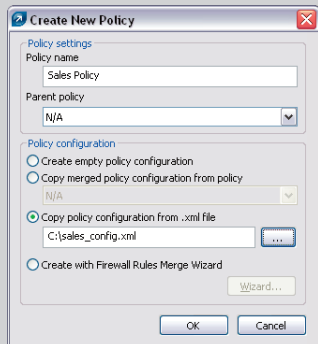 Create New Policy
Policy settings
Policy name
Sales Policy
Parent policy
N/A
Policy configuration
Create empty policy configuration
Copy merged policy configuration from policy
N/A
Copy policy configuration from .xml file
C:\sales_config.xml
...
Create with Firewall Rules Merge Wizard
Wizard...
OK
Cancel